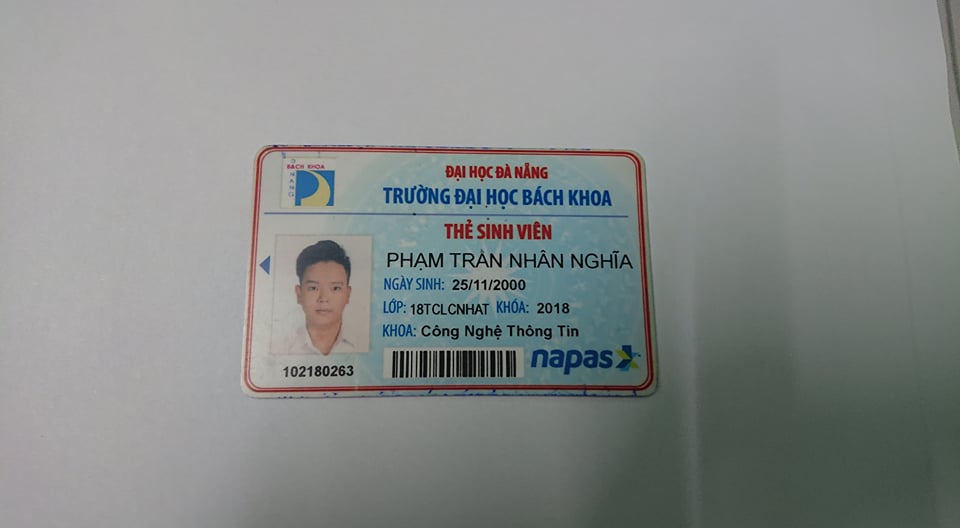 BÁCH KHOA
ĐÀ NẴNG
ĐẠI HỌC ĐÀ NẴNG
TRƯỜNG ĐẠI HỌC BÁCH KHOA
THẺ SINH VIÊN
PHẠM TRẦN NHÂN NGHĨA
NGÀY SINH: 25/11/2000
LỚP: 18TCLCNHAT KHÓA: 2018
KHOA: Công Nghệ Thông Tin
napas
102180263